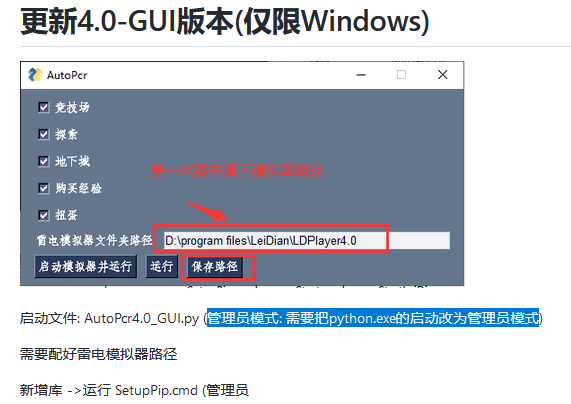 更新4.0-GUI版本(仅限Windows)
AutoPcr
竞技场
探索
地下城
购买经验
扭蛋
第一次要先填下模拟器路径
雷电模拟器文件夹路径 D:\program files\LeiDian\LDPlayer4.0
启动模拟器并运行 运行 保存路径
启动文件: AutoPcr4.0_GUI.py (管理员模式: 需要把python.exe的启动改为管理员模式)
需要配好雷电模拟器路径
新增库 ->运行 SetupPip.cmd (管理员